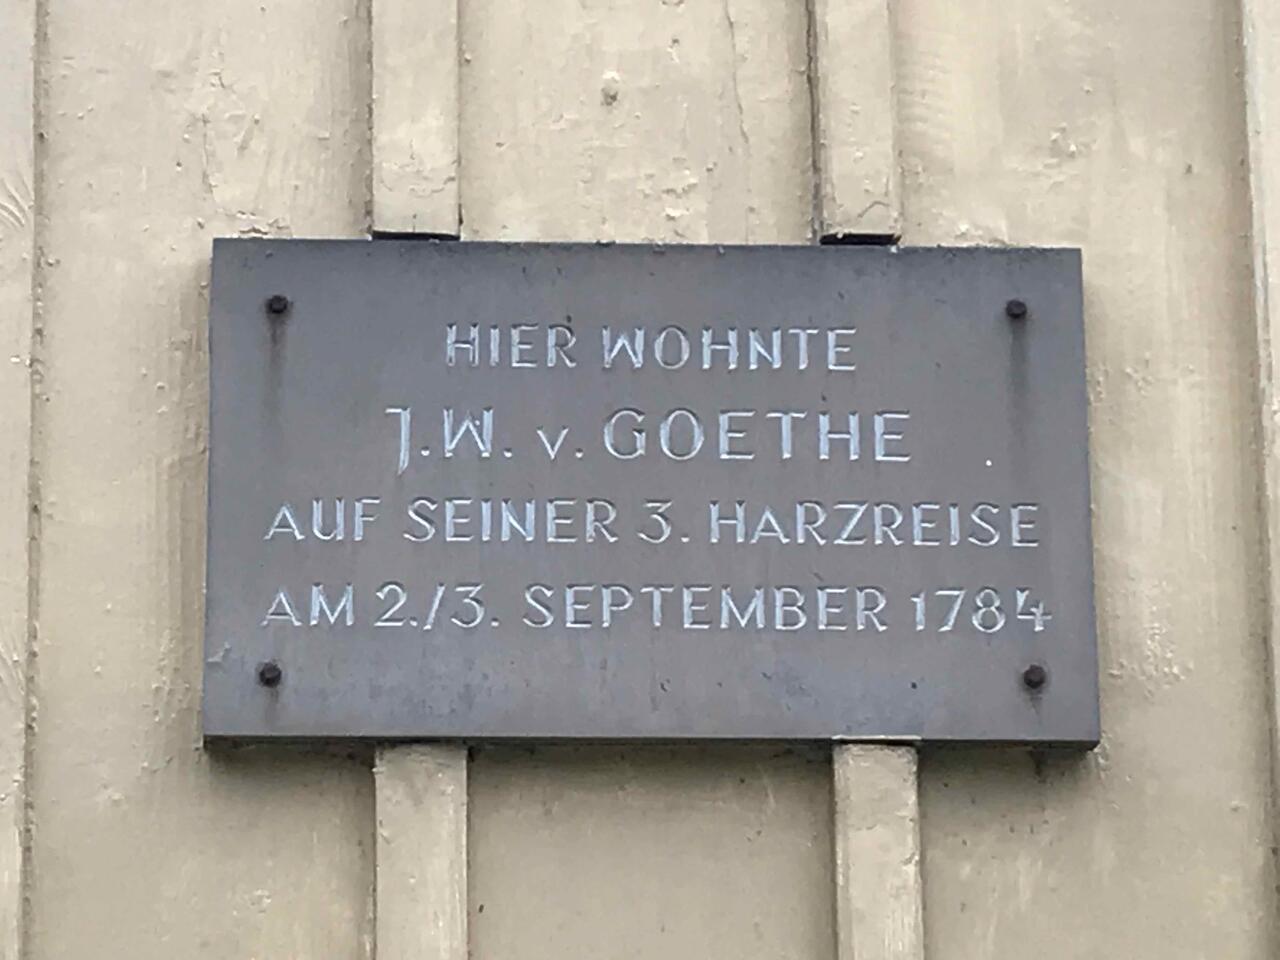 HIER WOHNTE
J.W. v. GOETHE
AUF SEINER 3. HARZREISE
AM 2./3. SEPTEMBER 1784